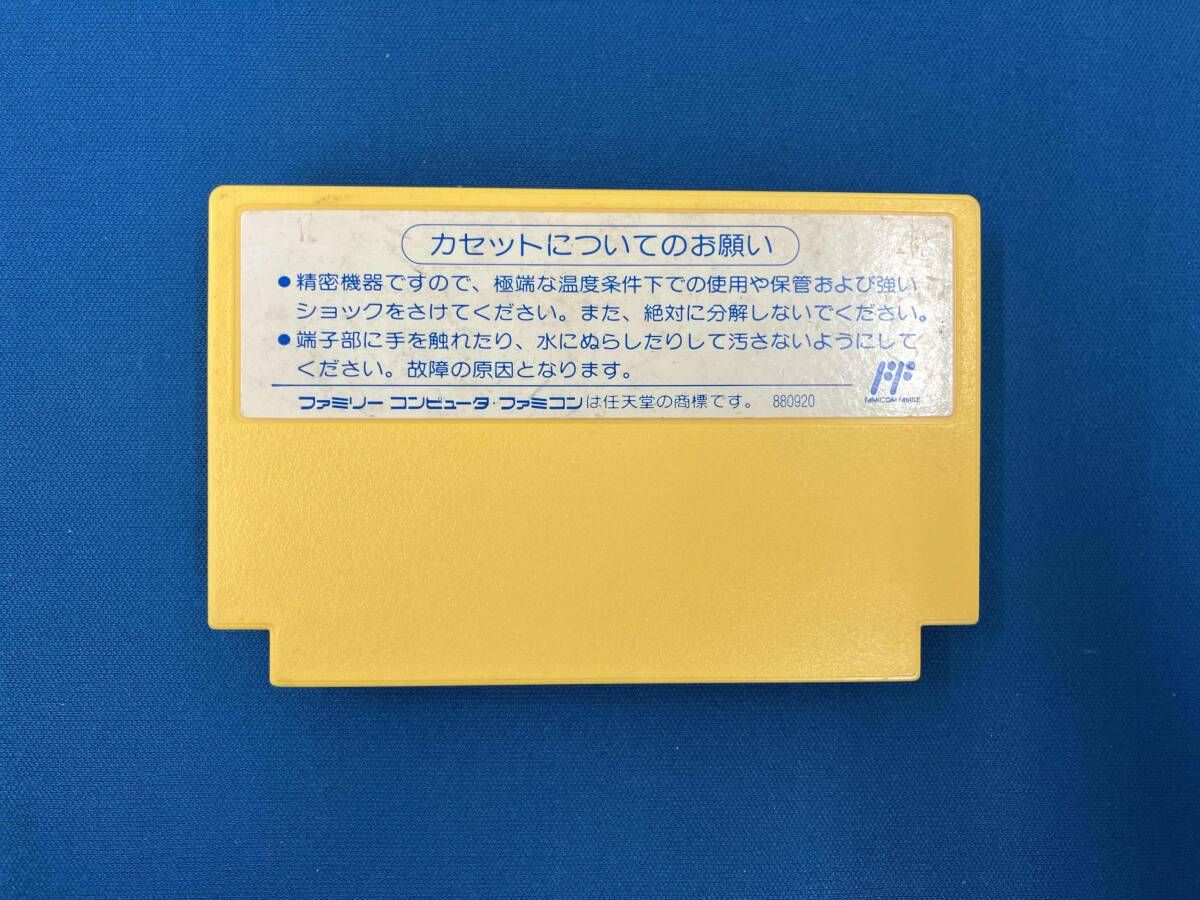 カセットについてのお願い
●精密機器ですので、極端な温度条件下での使用や保管および強い
ショックをさけてください。また、絶対に分解しないでください。
●端子部に手を触れたり、水にぬらしたりして汚さないようにして
ください。故障の原因となります。
FF
FAMICOM FAMILY
ファミリー コンピュータ・ファミコンは任天堂の商標です。 880920